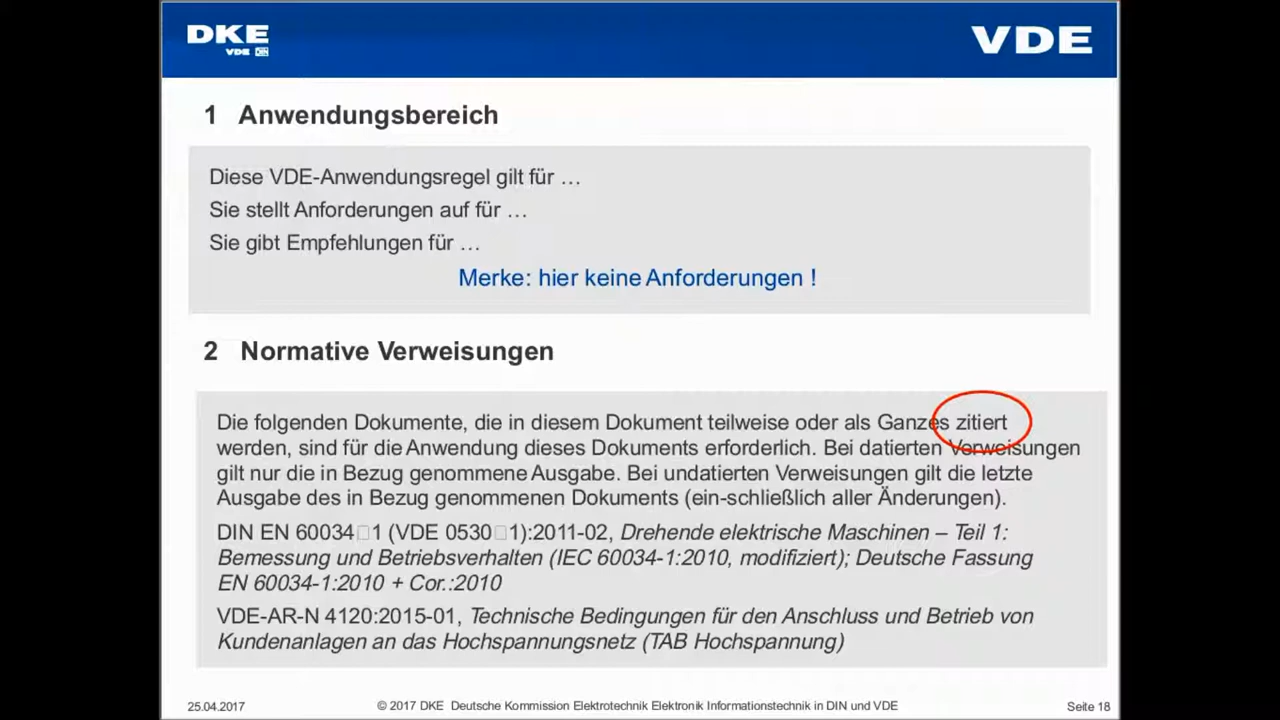 DKE
VDE DIN
VDE
1 Anwendungsbereich
Diese VDE-Anwendungsregel gilt für …
Sie stellt Anforderungen auf für …
Sie gibt Empfehlungen für …
Merke: hier keine Anforderungen !
2 Normative Verweisungen
Die folgenden Dokumente, die in diesem Dokument teilweise oder als Ganzes zitiert
werden, sind für die Anwendung dieses Dokuments erforderlich. Bei datierten Verweisungen
gilt nur die in Bezug genommene Ausgabe. Bei undatierten Verweisungen gilt die letzte
Ausgabe des in Bezug genommenen Dokuments (ein-schließlich aller Änderungen).
DIN EN 60034□1 (VDE 0530□1):2011-02, Drehende elektrische Maschinen – Teil 1:
Bemessung und Betriebsverhalten (IEC 60034-1:2010, modifiziert); Deutsche Fassung
EN 60034-1:2010 + Cor.:2010
VDE-AR-N 4120:2015-01, Technische Bedingungen für den Anschluss und Betrieb von
Kundenanlagen an das Hochspannungsnetz (TAB Hochspannung)
25.04.2017
© 2017 DKE Deutsche Kommission Elektrotechnik Elektronik Informationstechnik in DIN und VDE
Seite 18